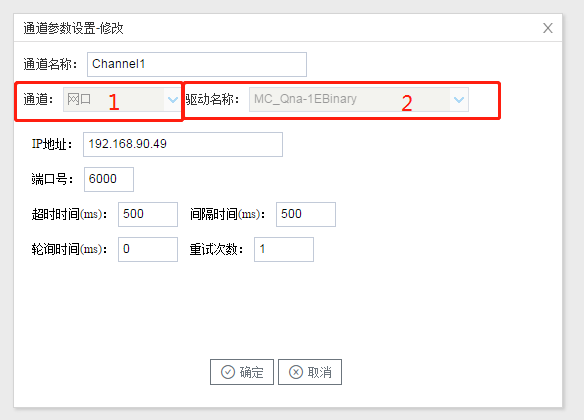 通道参数设置-修改
通道名称： Channel1
通道： 网口 1 驱动名称： MC_Qna-1EBinary 2
IP地址： 192.168.90.49
端口号： 6000
超时时间(ms)： 500 间隔时间(ms)： 500
轮询时间(ms)： 0 重试次数： 1
确定 取消